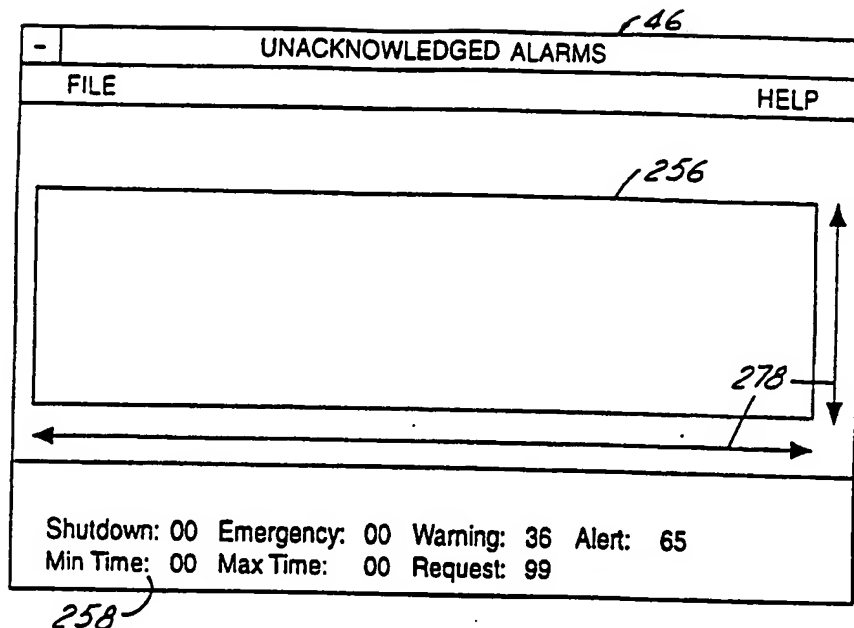 46
- UNACKNOWLEDGED ALARMS
FILE HELP
256
278
Shutdown: 00 Emergency: 00 Warning: 36 Alert: 65
Min Time: 00 Max Time: 00 Request: 99
258